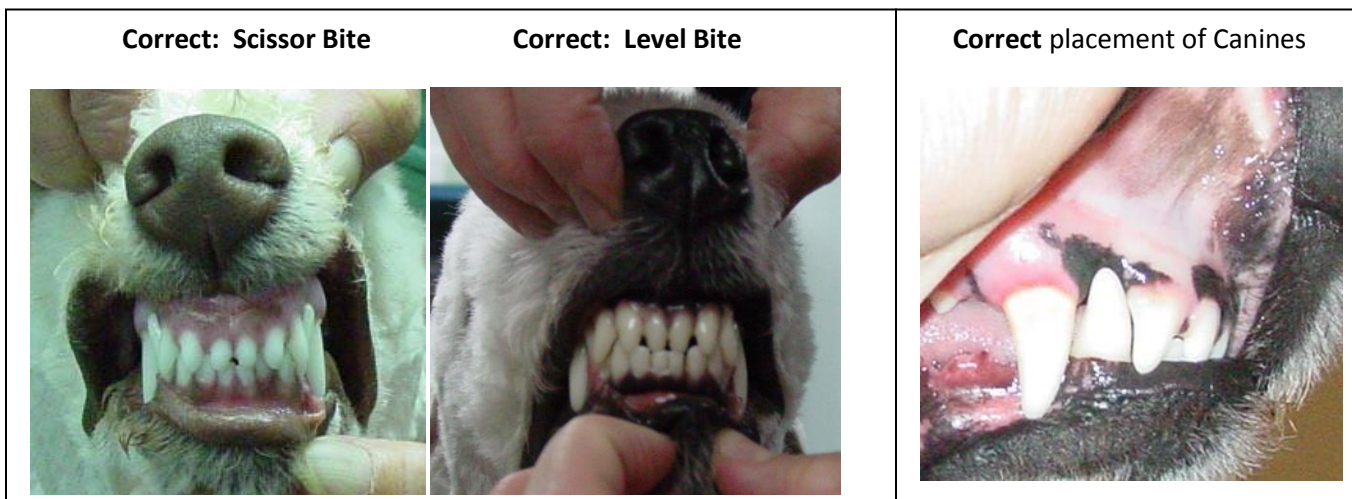 Correct: Scissor Bite
Correct: Level Bite
Correct placement of Canines